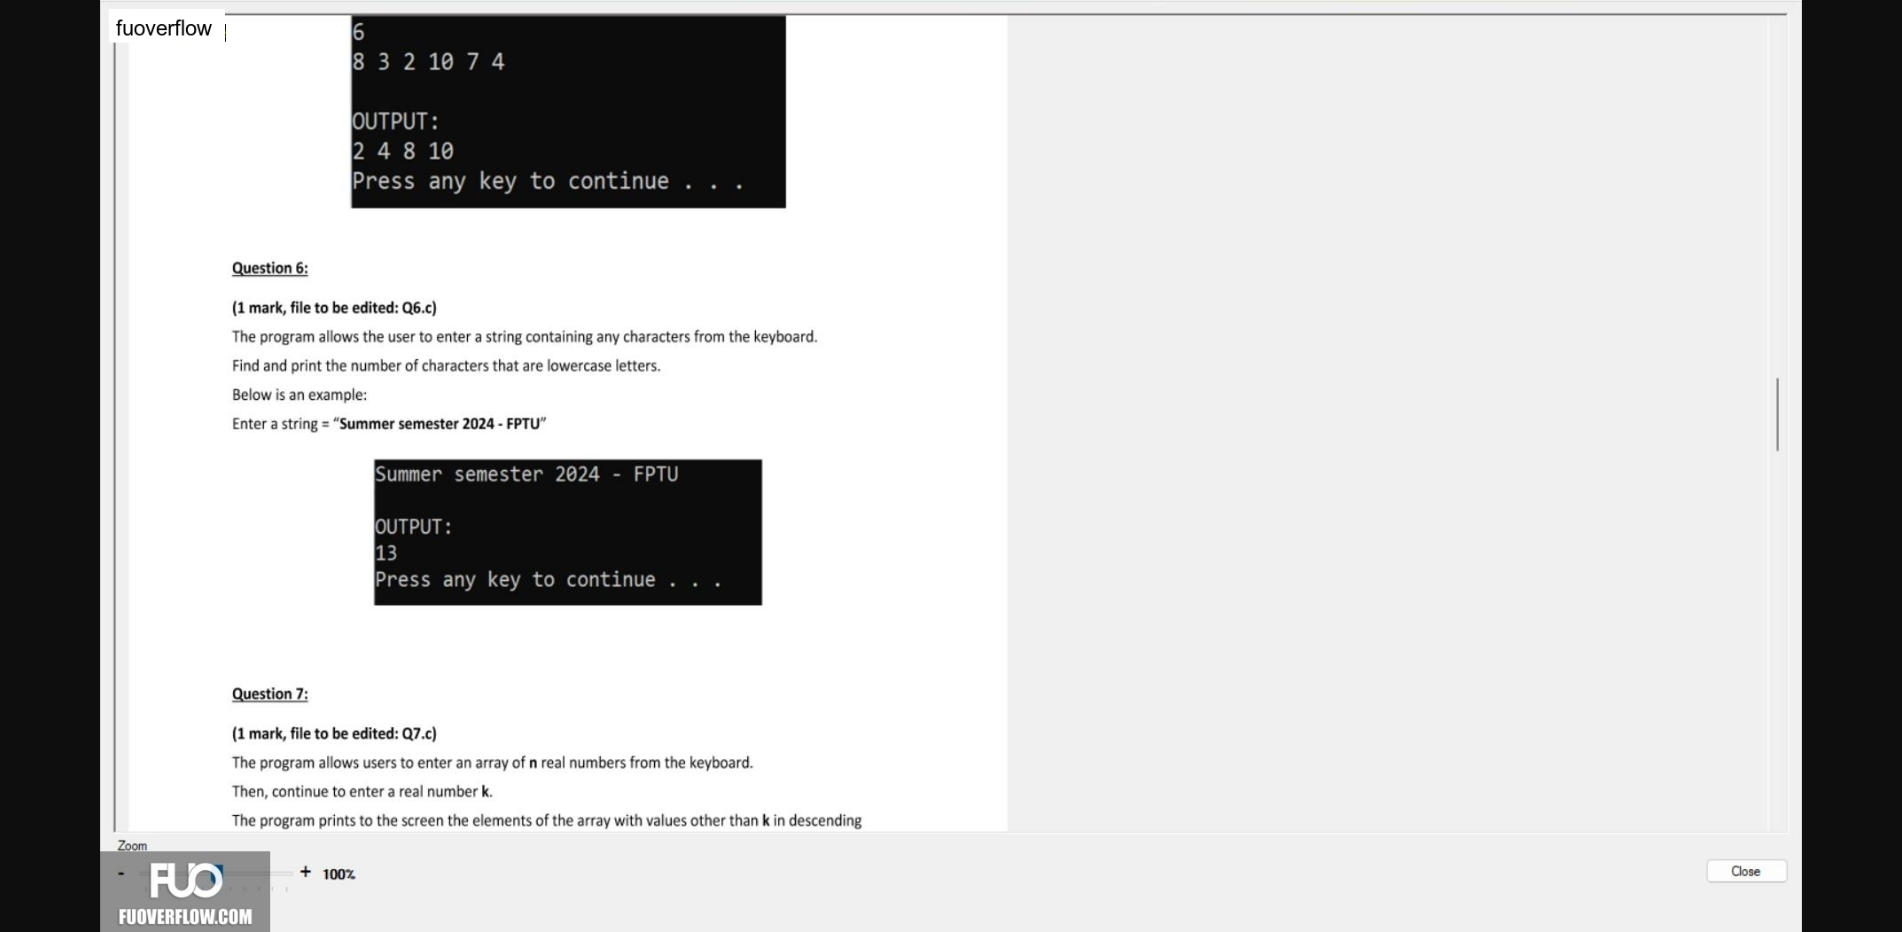 fuoverflow
6
8 3 2 10 7 4
OUTPUT:
2 4 8 10
Press any key to continue . . .
Question 6:
(1 mark, file to be edited: Q6.c)
The program allows the user to enter a string containing any characters from the keyboard.
Find and print the number of characters that are lowercase letters.
Below is an example:
Enter a string = “Summer semester 2024 - FPTU”
Summer semester 2024 - FPTU
OUTPUT:
13
Press any key to continue . . .
Question 7:
(1 mark, file to be edited: Q7.c)
The program allows users to enter an array of n real numbers from the keyboard.
Then, continue to enter a real number k.
The program prints to the screen the elements of the array with values other than k in descending
Zoom
- + 100%
Close
FUO
FUOVERFLOW.COM